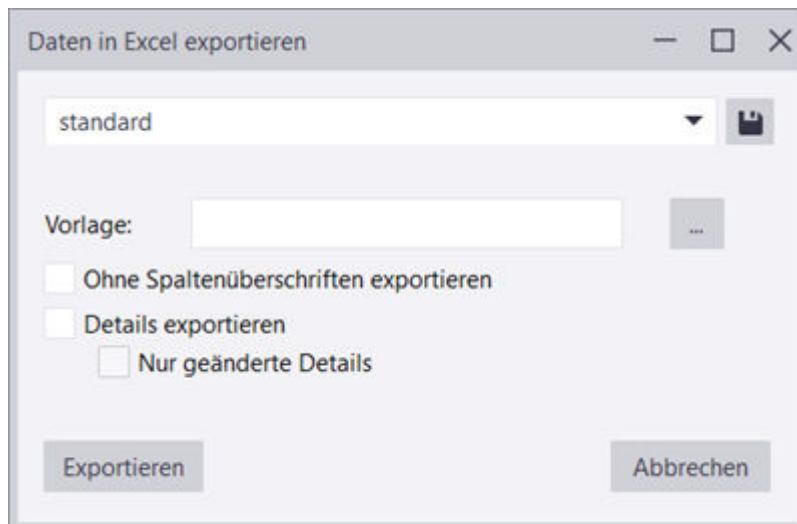 Daten in Excel exportieren
standard
Vorlage:
...
Ohne Spaltenüberschriften exportieren
Details exportieren
Nur geänderte Details
Exportieren
Abbrechen